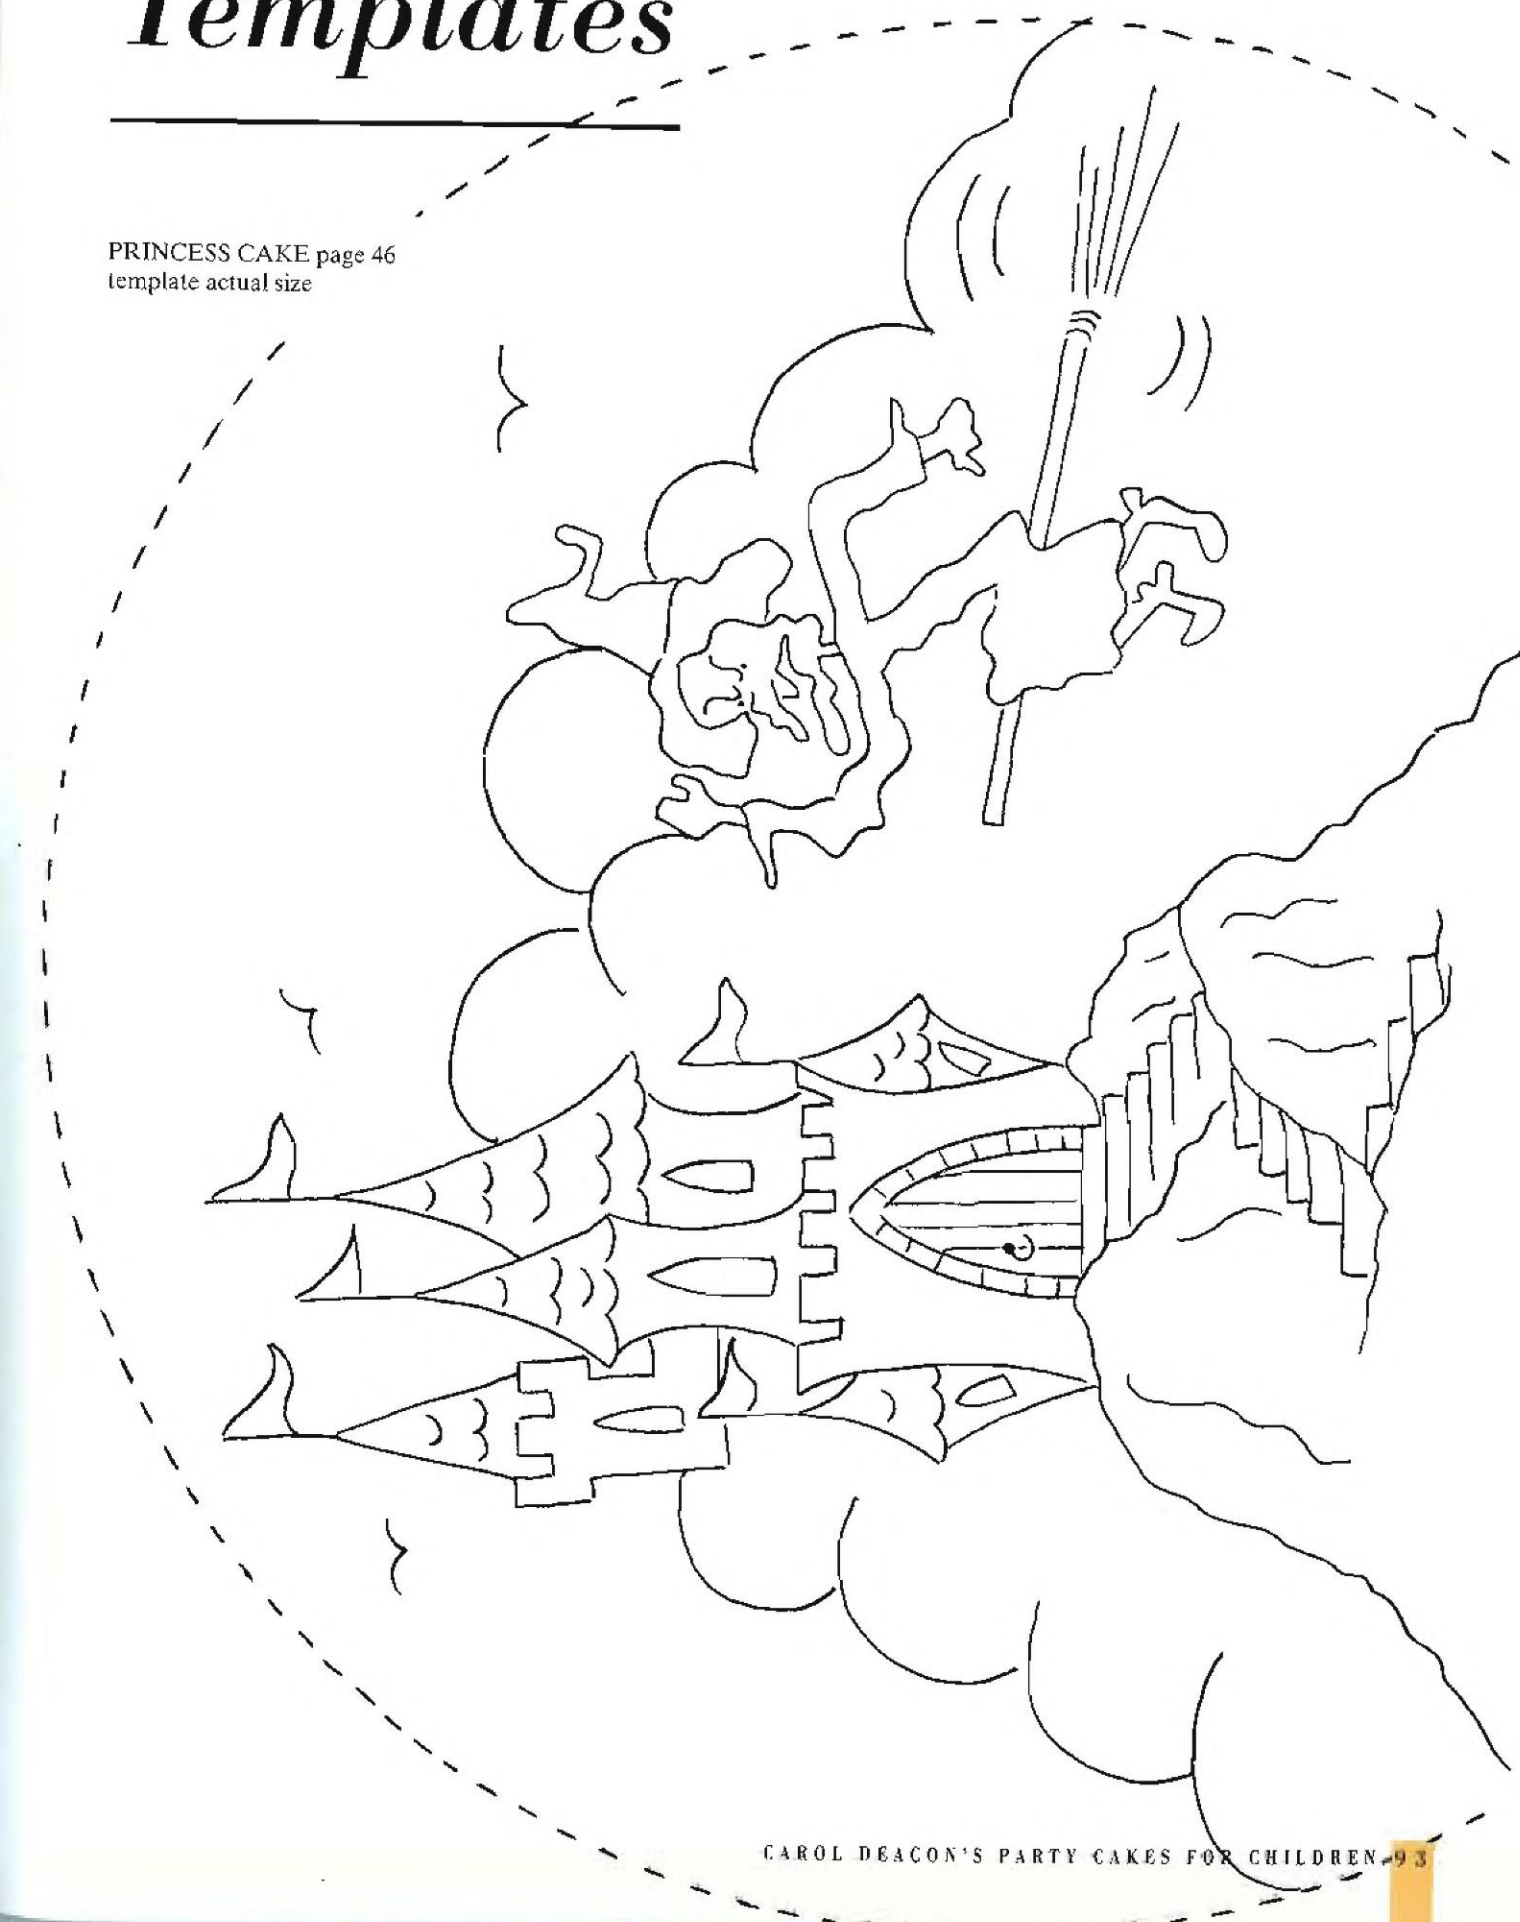 Templates
PRINCESS CAKE page 46
template actual size
CAROL DEACON'S PARTY CAKES FOR CHILDREN 93